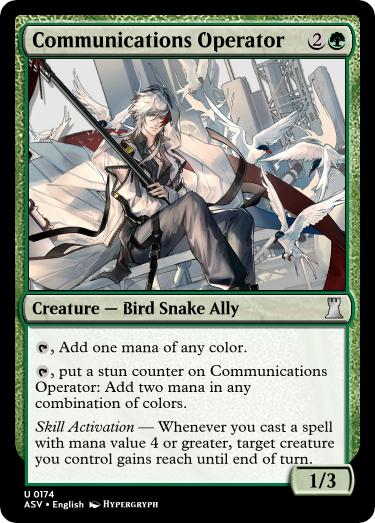 Communications Operator 2
Creature — Bird Snake Ally
, Add one mana of any color.
, put a stun counter on Communications
Operator: Add two mana in any
combination of colors.
Skill Activation — Whenever you cast a spell
with mana value 4 or greater, target creature
you control gains reach until end of turn.
1/3
U 0174
ASV • English HYPERGRYPH